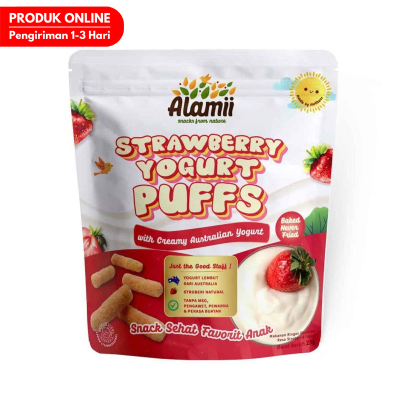 PRODUK ONLINE
Pengiriman 1-3 Hari
Alamii
snacks from nature
STRAWBERRY
YOGURT
PUFFS
with Creamy Australian Yogurt
Baked
Never
Fried
Just the Good Stuff!
YOGURT LEMBUT
DARI AUSTRALIA
STROBERI NATURAL
TANPA MSG,
PENGAWET, PEWARNA
& PERASA BUATAN
Snack Sehat Favorit Anak